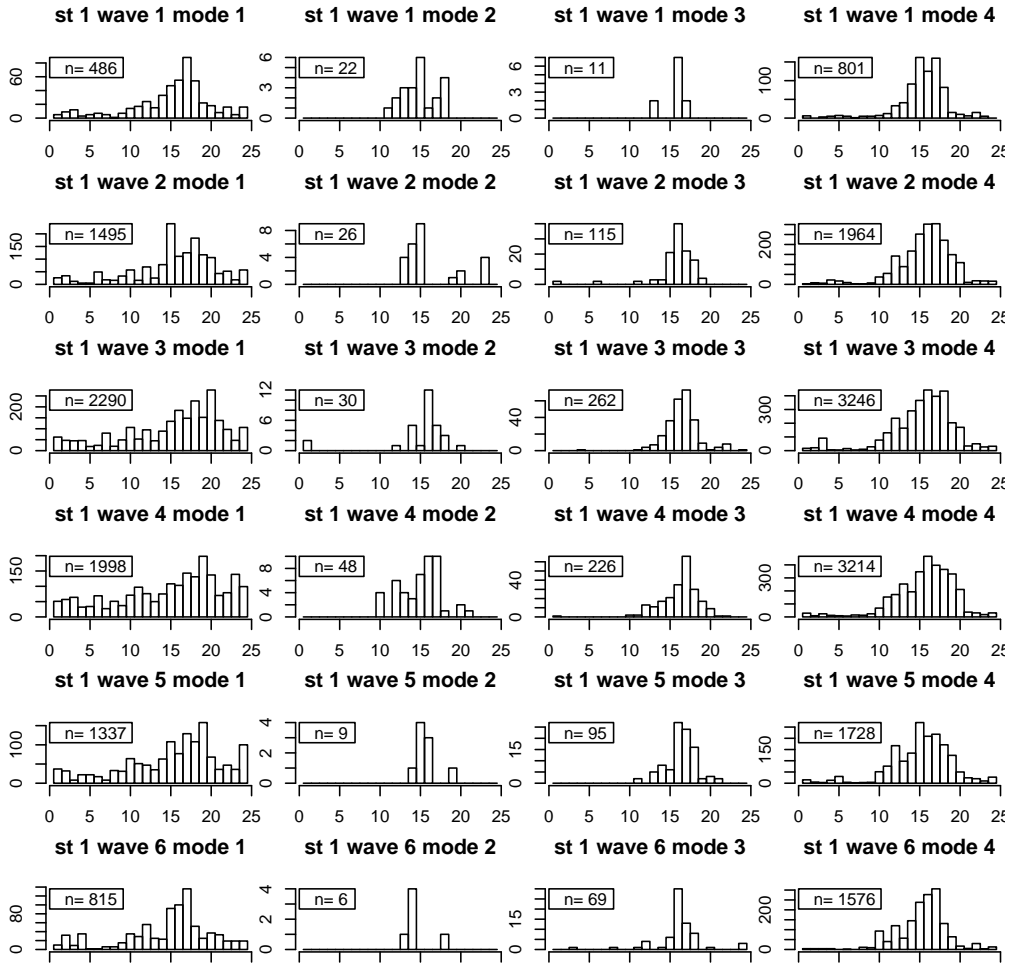 st 1 wave 1 mode 1 st 1 wave 1 mode 2 st 1 wave 1 mode 3 st 1 wave 1 mode 4
n= 486 n= 22 n= 11 n= 801
0 60 0 3 6 0 3 6 0 100
0 5 10 15 20 25 0 5 10 15 20 25 0 5 10 15 20 25 0 5 10 15 20 25
st 1 wave 2 mode 1 st 1 wave 2 mode 2 st 1 wave 2 mode 3 st 1 wave 2 mode 4
n= 1495 n= 26 n= 115 n= 1964
0 150 0 4 8 0 20 0 200
0 5 10 15 20 25 0 5 10 15 20 25 0 5 10 15 20 25 0 5 10 15 20 25
st 1 wave 3 mode 1 st 1 wave 3 mode 2 st 1 wave 3 mode 3 st 1 wave 3 mode 4
n= 2290 n= 30 n= 262 n= 3246
0 200 0 6 12 0 40 0 300
0 5 10 15 20 25 0 5 10 15 20 25 0 5 10 15 20 25 0 5 10 15 20 25
st 1 wave 4 mode 1 st 1 wave 4 mode 2 st 1 wave 4 mode 3 st 1 wave 4 mode 4
n= 1998 n= 48 n= 226 n= 3214
0 150 0 4 8 0 40 0 300
0 5 10 15 20 25 0 5 10 15 20 25 0 5 10 15 20 25 0 5 10 15 20 25
st 1 wave 5 mode 1 st 1 wave 5 mode 2 st 1 wave 5 mode 3 st 1 wave 5 mode 4
n= 1337 n= 9 n= 95 n= 1728
0 100 0 2 4 0 15 0 150
0 5 10 15 20 25 0 5 10 15 20 25 0 5 10 15 20 25 0 5 10 15 20 25
st 1 wave 6 mode 1 st 1 wave 6 mode 2 st 1 wave 6 mode 3 st 1 wave 6 mode 4
n= 815 n= 6 n= 69 n= 1576
0 80 0 2 4 0 15 0 200